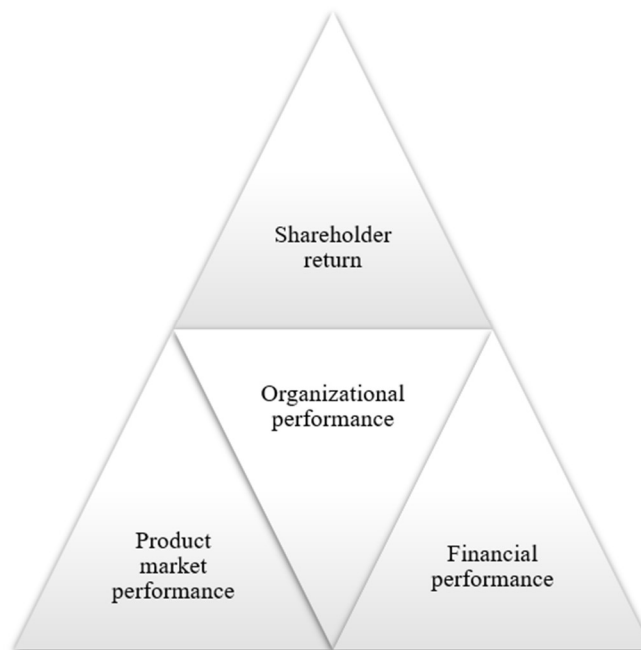 Shareholder
return
Organizational
performance
Product
market
performance
Financial
performance